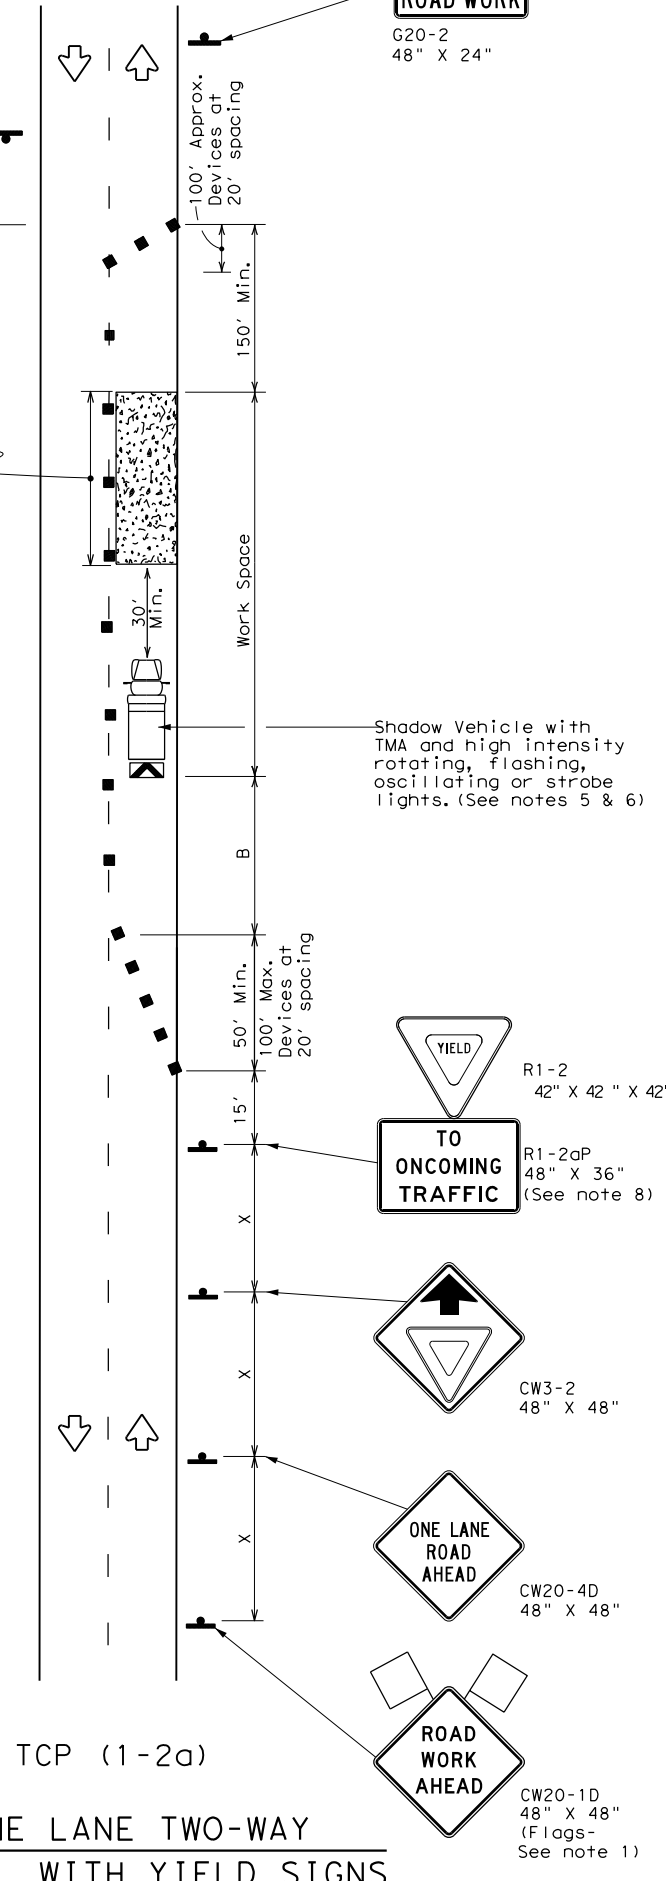 ROAD WORK
G20-2
48" X 24"
100' Approx.
Devices at
20' spacing
150' Min.
Work Space
30'
Min.
Shadow Vehicle with
TMA and high intensity
rotating, flashing,
oscillating or strobe
lights. (See notes 5 & 6)
B
50' Min.
100' Max.
Devices at
20' spacing
15'
YIELD
R1-2
42" X 42 " X 42"
TO
ONCOMING
TRAFFIC
R1-2aP
48" X 36"
(See note 8)
X
CW3-2
48" X 48"
X
ONE LANE
ROAD
AHEAD
CW20-4D
48" X 48"
X
ROAD
WORK
AHEAD
CW20-1D
48" X 48"
(Flags-
See note 1)
TCP (1-2a)
NE LANE TWO-WAY
WITH YIELD SIGNS